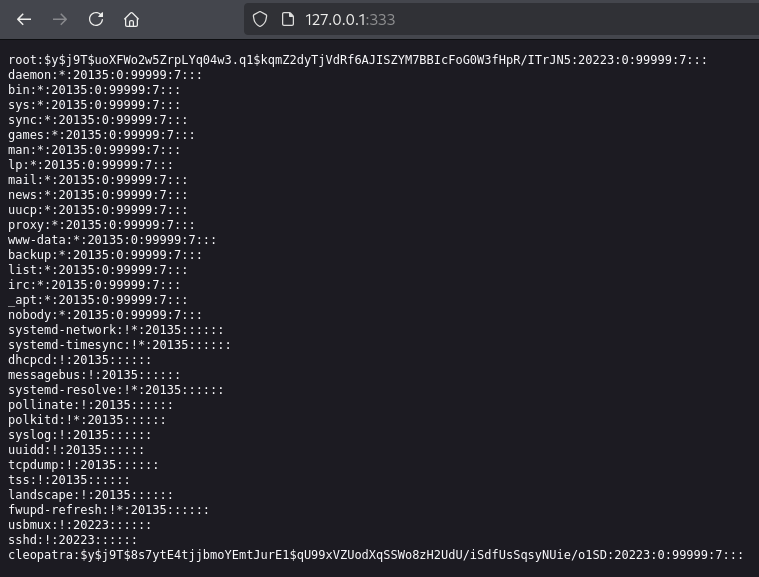 127.0.0.1:333
root:$y$j9T$uoXFWo2w5ZrpLYq04w3.q1$kqmZ2dyTjVdRf6AJISZYM7BBIcFoG0W3fHpR/ITrJN5:20223:0:99999:7:::
daemon:*:20135:0:99999:7:::
bin:*:20135:0:99999:7:::
sys:*:20135:0:99999:7:::
sync:*:20135:0:99999:7:::
games:*:20135:0:99999:7:::
man:*:20135:0:99999:7:::
lp:*:20135:0:99999:7:::
mail:*:20135:0:99999:7:::
news:*:20135:0:99999:7:::
uucp:*:20135:0:99999:7:::
proxy:*:20135:0:99999:7:::
www-data:*:20135:0:99999:7:::
backup:*:20135:0:99999:7:::
list:*:20135:0:99999:7:::
irc:*:20135:0:99999:7:::
_apt:*:20135:0:99999:7:::
nobody:*:20135:0:99999:7:::
systemd-network:!*:20135::::::
systemd-timesync:!*:20135::::::
dhcpcd:!:20135::::::
messagebus:!:20135::::::
systemd-resolve:!*:20135::::::
pollinate:!:20135::::::
polkitd:!*:20135::::::
syslog:!:20135::::::
uuidd:!:20135::::::
tcpdump:!:20135::::::
tss:!:20135::::::
landscape:!:20135::::::
fwupd-refresh:!*:20135::::::
usbmux:!:20223::::::
sshd:!:20223::::::
cleopatra:$y$j9T$8s7ytE4tjjbmoYEmtJurE1$qU99xVZUodXqSSWo8zH2UdU/iSdfUsSqsyNUie/o1SD:20223:0:99999:7:::